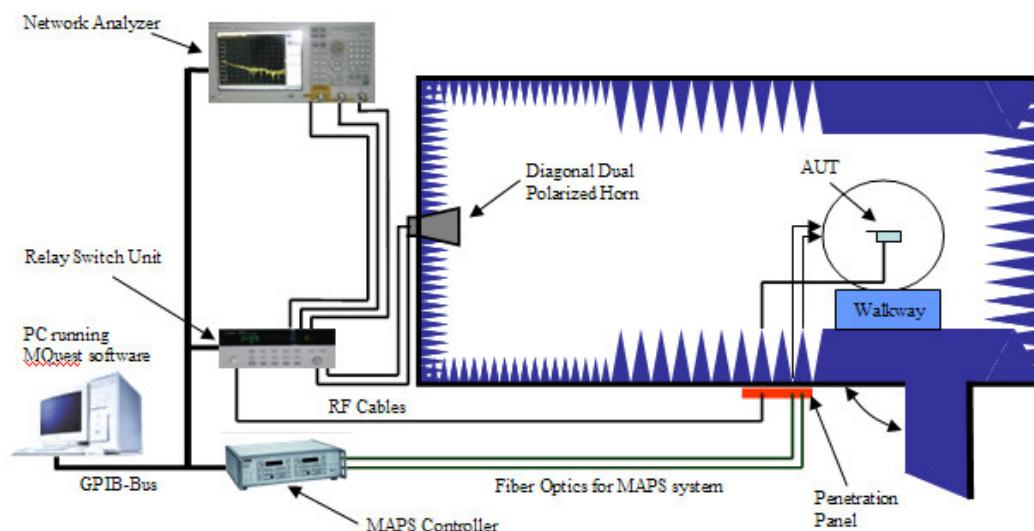 Network Analyzer
AUT
Diagonal Dual
Polarized Horn
Relay Switch Unit
Walkway
PC running
MQuest software
RF Cables
GPIB-Bus
Fiber Optics for MAPS system
Penetration
Panel
MAPS Controller